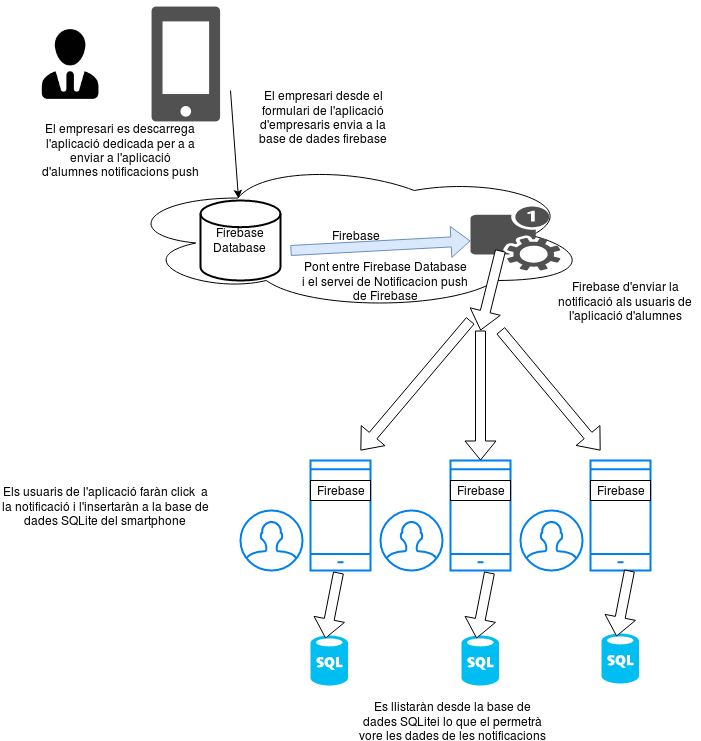 El empresari es descarrega
l'aplicació dedicada per a a
enviar a l'aplicació
d'alumnes notificacions push
El empresari desde el
formulari de l'aplicació
d'empresaris envia a la
base de dades firebase
Firebase
Database
Firebase
Pont entre Firebase Database
i el servei de Notificacion push
de Firebase
1
Firebase d'enviar la
notificació als usuaris de
l'aplicació d'alumnes
Els usuaris de l'aplicació faràn click a
la notificació i l'insertaràn a la base de
dades SQLite del smartphone
Firebase
Firebase
Firebase
SQL
SQL
SQL
Es llistaràn desde la base de
dades SQLitei lo que el permetrà
vore les dades de les notificacions